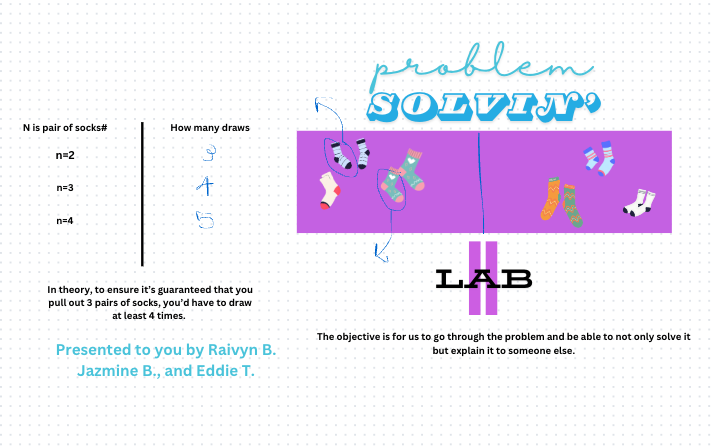 problem
SOLVIN'
N is pair of socks#
How many draws
n=2
3
n=3
4
n=4
5
LAB
In theory, to ensure it's guaranteed that you
pull out 3 pairs of socks, you'd have to draw
at least 4 times.
The objective is for us to go through the problem and be able to not only solve it
but explain it to someone else.
Presented to you by Raivyn B.
Jazmine B., and Eddie T.